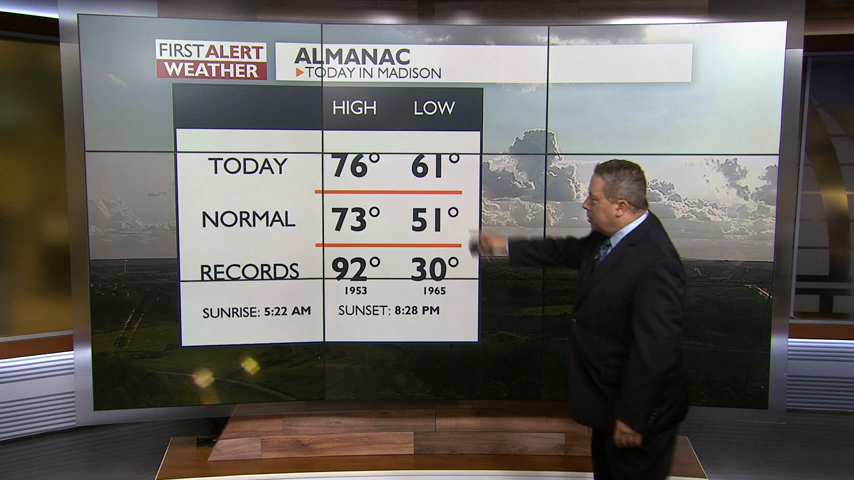 FIRST ALERT
WEATHER
ALMANAC
TODAY IN MADISON
HIGH LOW
TODAY 76° 61°
NORMAL 73° 51°
RECORDS 92° 30°
1953 1965
SUNRISE: 5:22 AM SUNSET: 8:28 PM